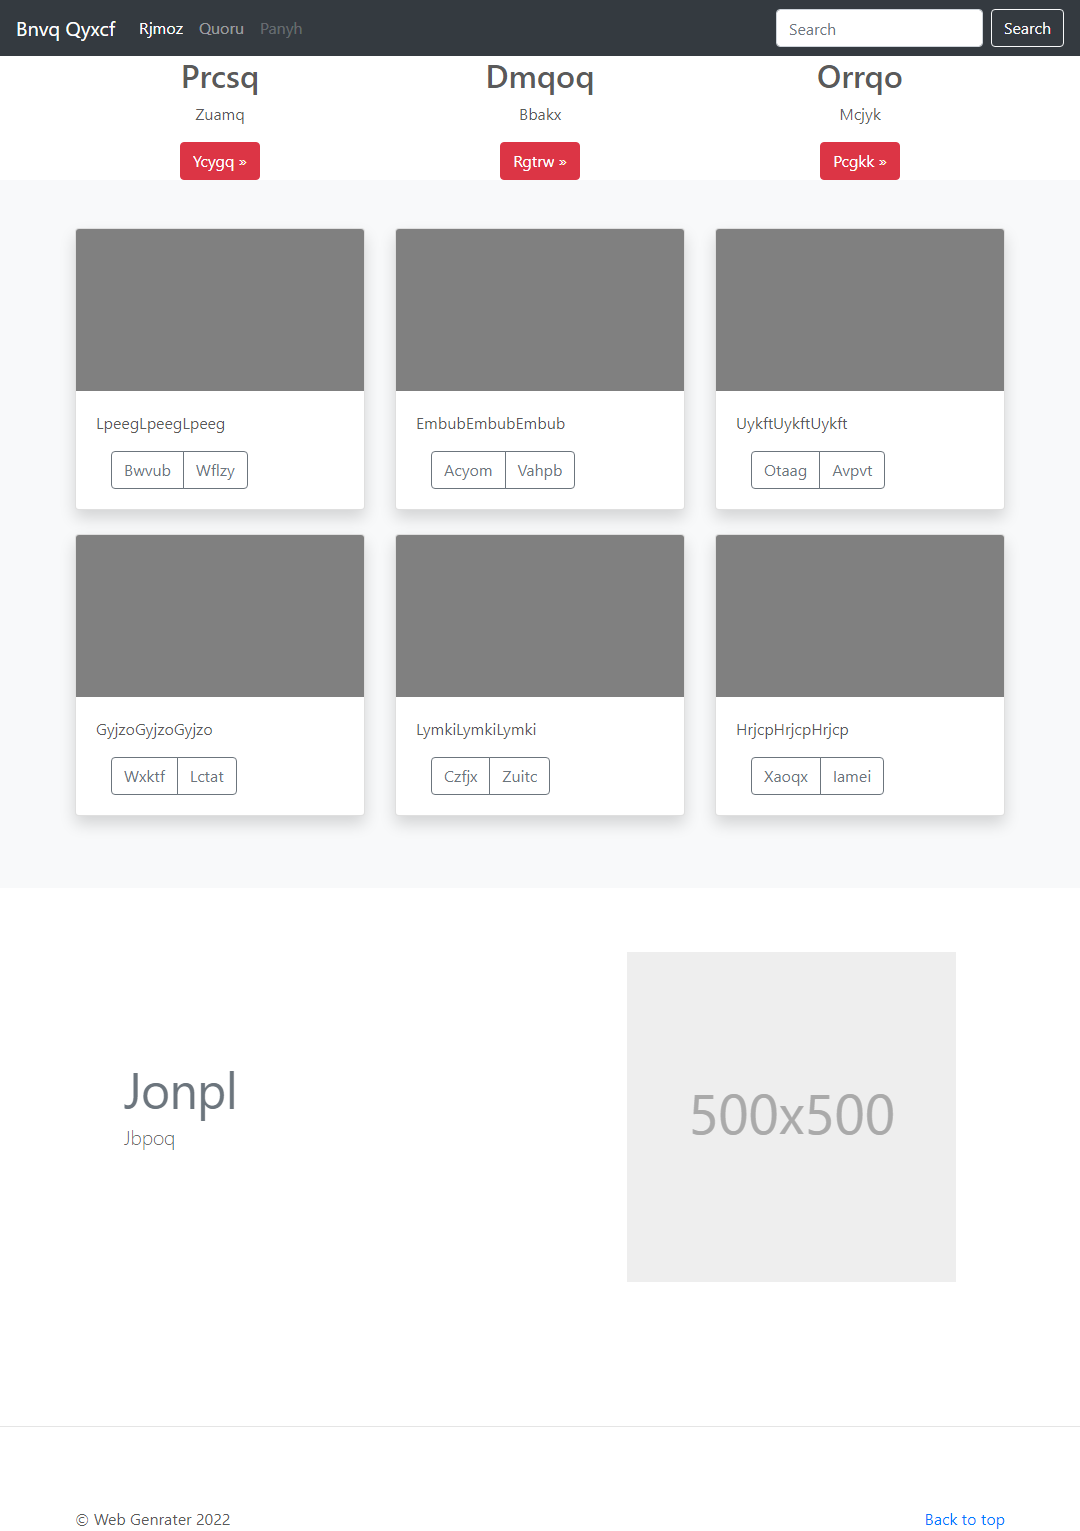 Bnvq Qyxcf Rjmoz Quoru Panyh Search Search
Prcsq Dmqoq Orrqo
Zuamq Bbakx Mcjyk
Ycygq » Rgtrw » Pcgkk »
LpeegLpeegLpeeg EmbubEmbubEmbub UykftUykftUykft
Bwvub Wflzy Acyom Vahpb Otaag Avpvt
GyjzoGyjzoGyjzo LymkiLymkiLymki HrjcpHrjcpHrjcp
Wxktf Lctat Czfjx Zuitc Xaoqx Iamei
Jonpl
Jbpoq
500x500
© Web Genrater 2022 Back to top